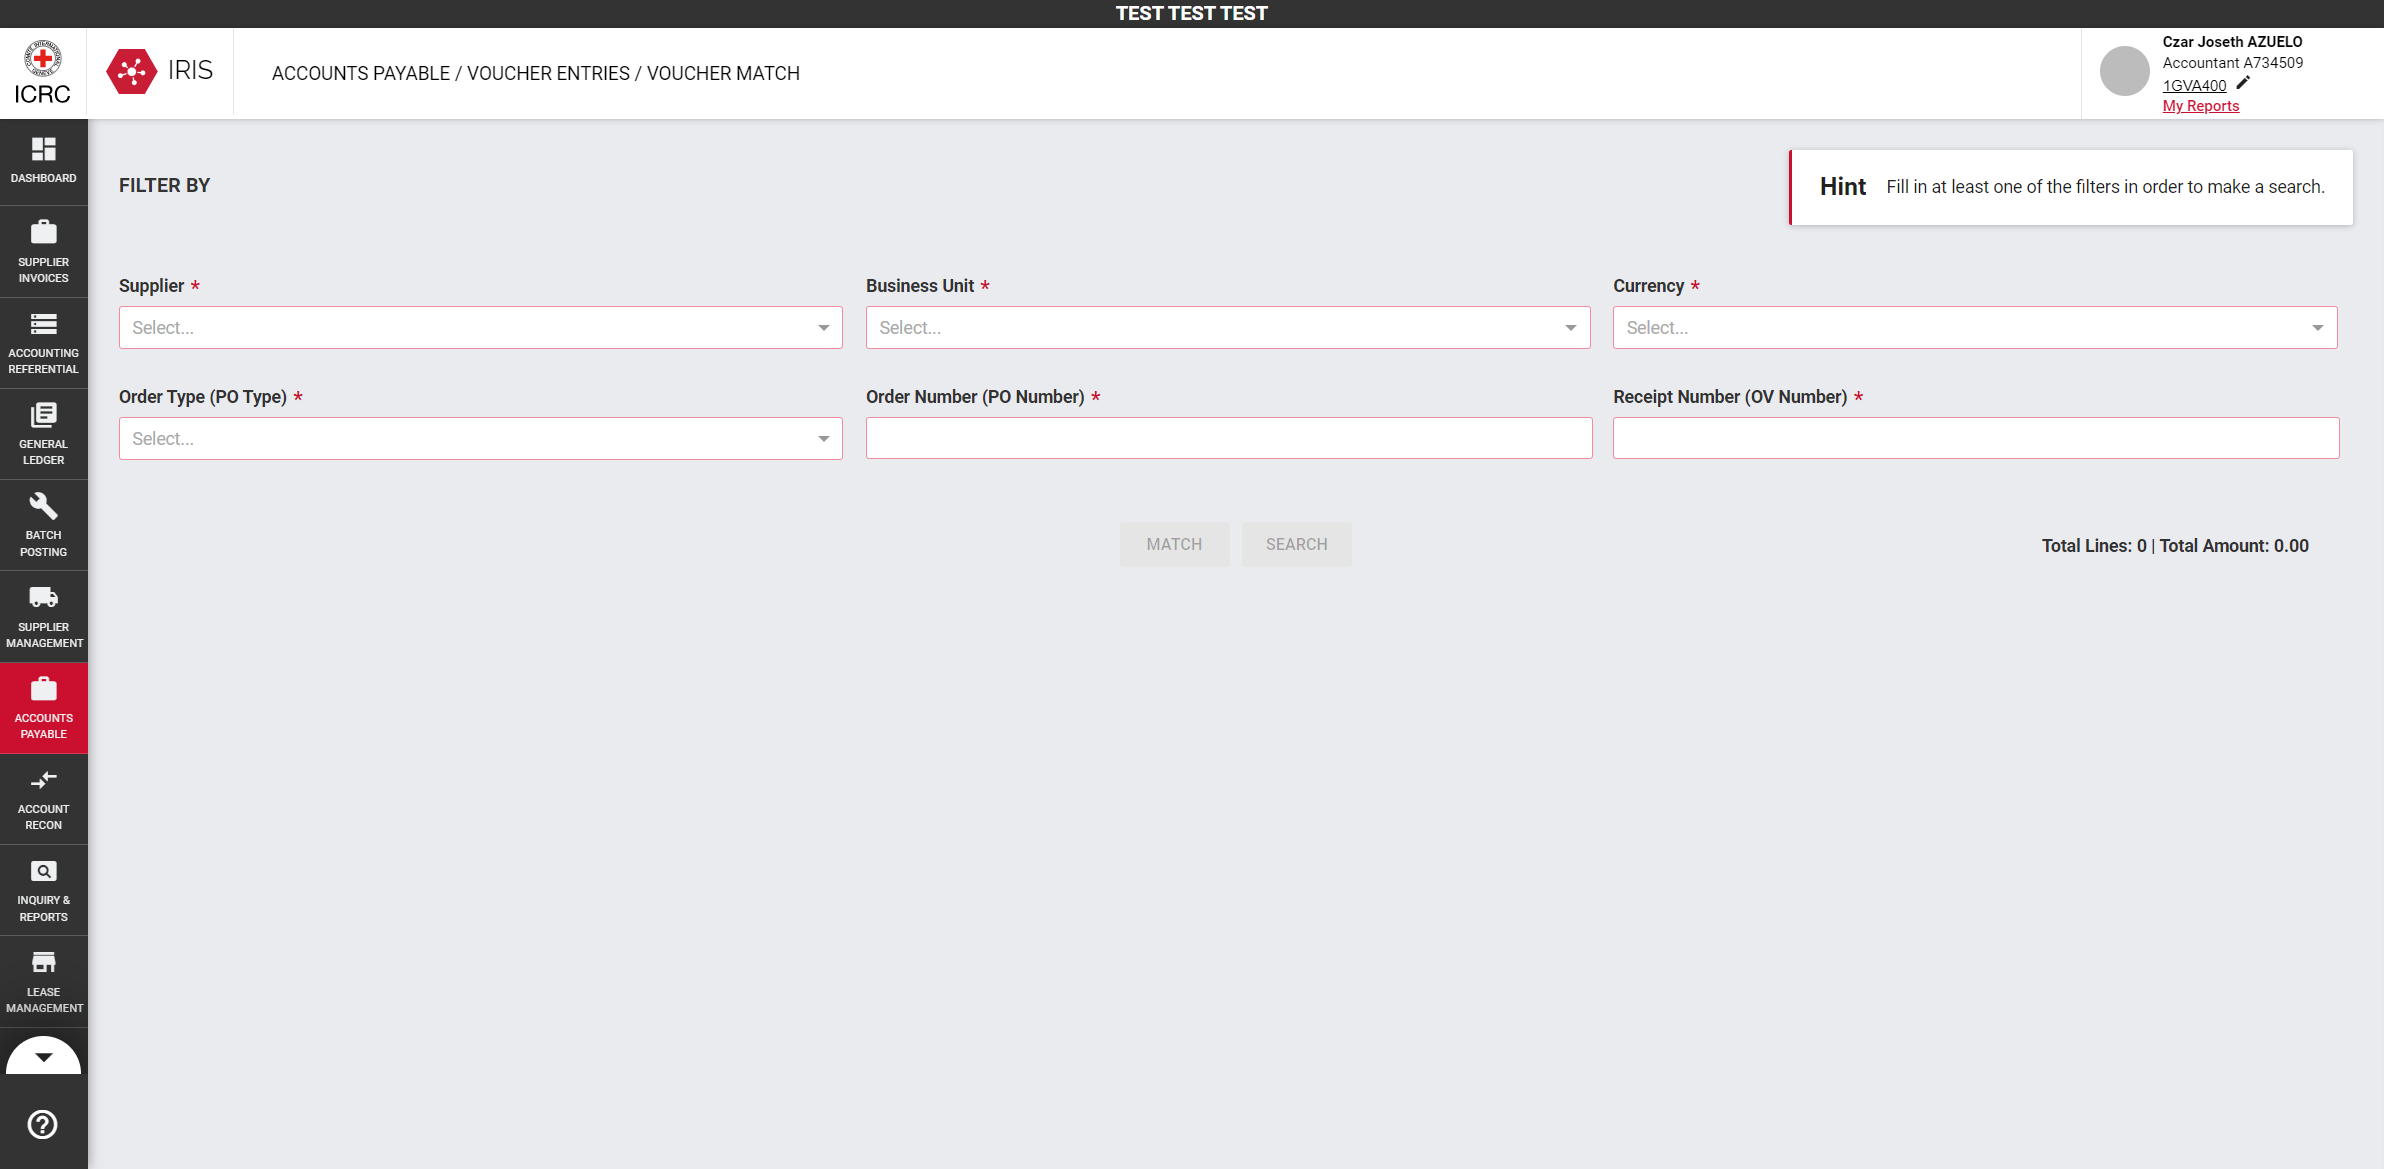 TEST TEST TEST
ICRC
IRIS
ACCOUNTS PAYABLE / VOUCHER ENTRIES / VOUCHER MATCH
Czar Joseth AZUELO
Accountant A734509
1GVA400
My Reports
DASHBOARD
SUPPLIER
INVOICES
ACCOUNTING
REFERENTIAL
GENERAL
LEDGER
BATCH
POSTING
SUPPLIER
MANAGEMENT
ACCOUNTS
PAYABLE
ACCOUNT
RECON
INQUIRY &
REPORTS
LEASE
MANAGEMENT
FILTER BY
Hint Fill in at least one of the filters in order to make a search.
Supplier *
Business Unit *
Currency *
Select...
Select...
Select...
Order Type (PO Type) *
Order Number (PO Number) *
Receipt Number (OV Number) *
Select...
MATCH
SEARCH
Total Lines: 0 | Total Amount: 0.00